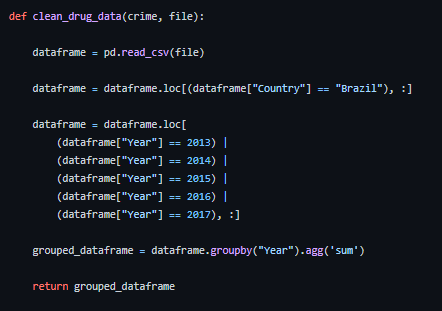 def clean_drug_data(crime, file):
dataframe = pd.read_csv(file)
dataframe = dataframe.loc[(dataframe["Country"] == "Brazil"), :]
dataframe = dataframe.loc[
(dataframe["Year"] == 2013) |
(dataframe["Year"] == 2014) |
(dataframe["Year"] == 2015) |
(dataframe["Year"] == 2016) |
(dataframe["Year"] == 2017), :]
grouped_dataframe = dataframe.groupby("Year").agg('sum')
return grouped_dataframe